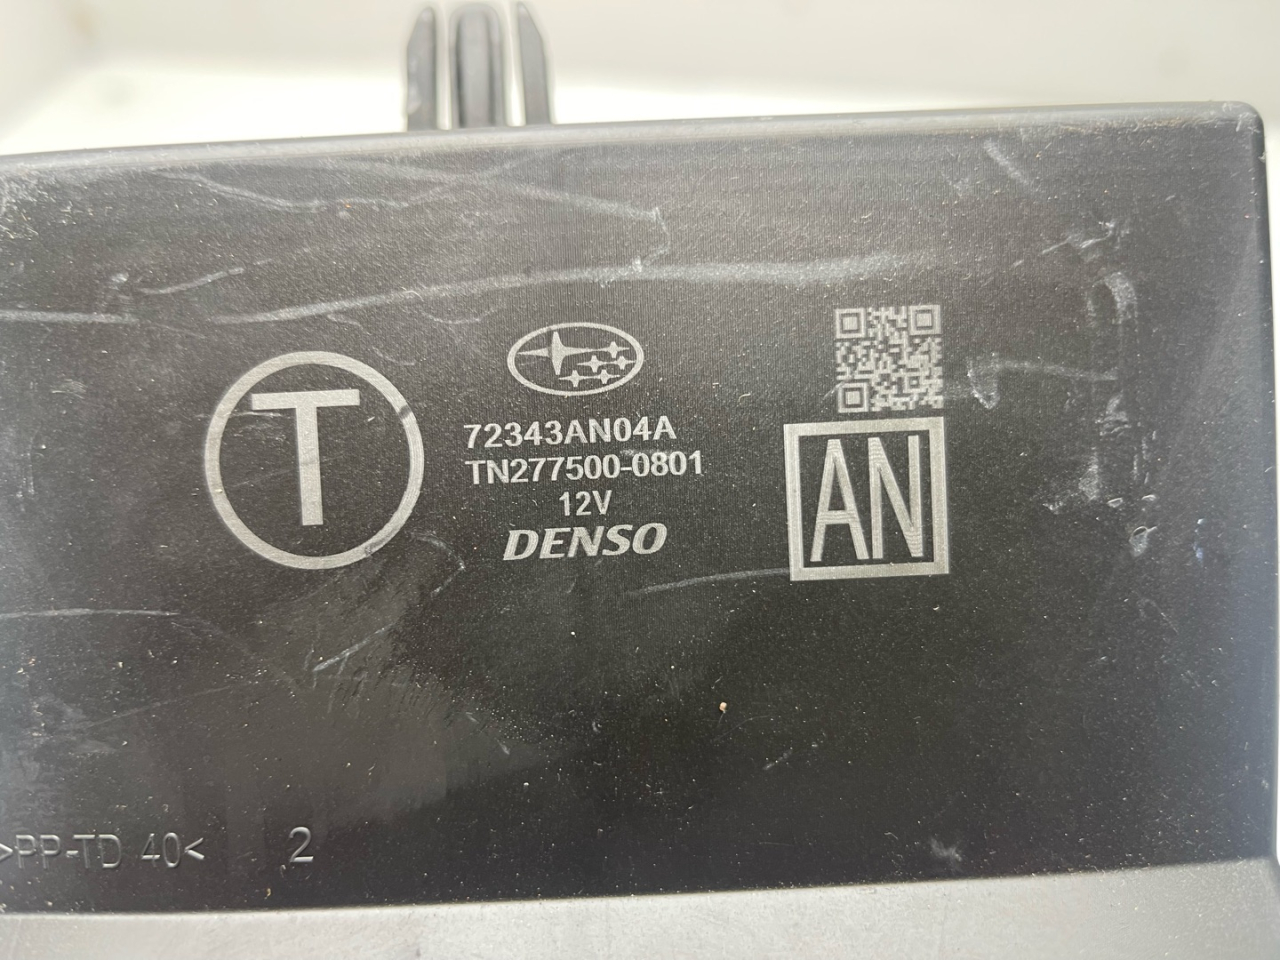 T
72343AN04A
TN277500-0801
12V
DENSO
AN
>PP-TD 40<
2